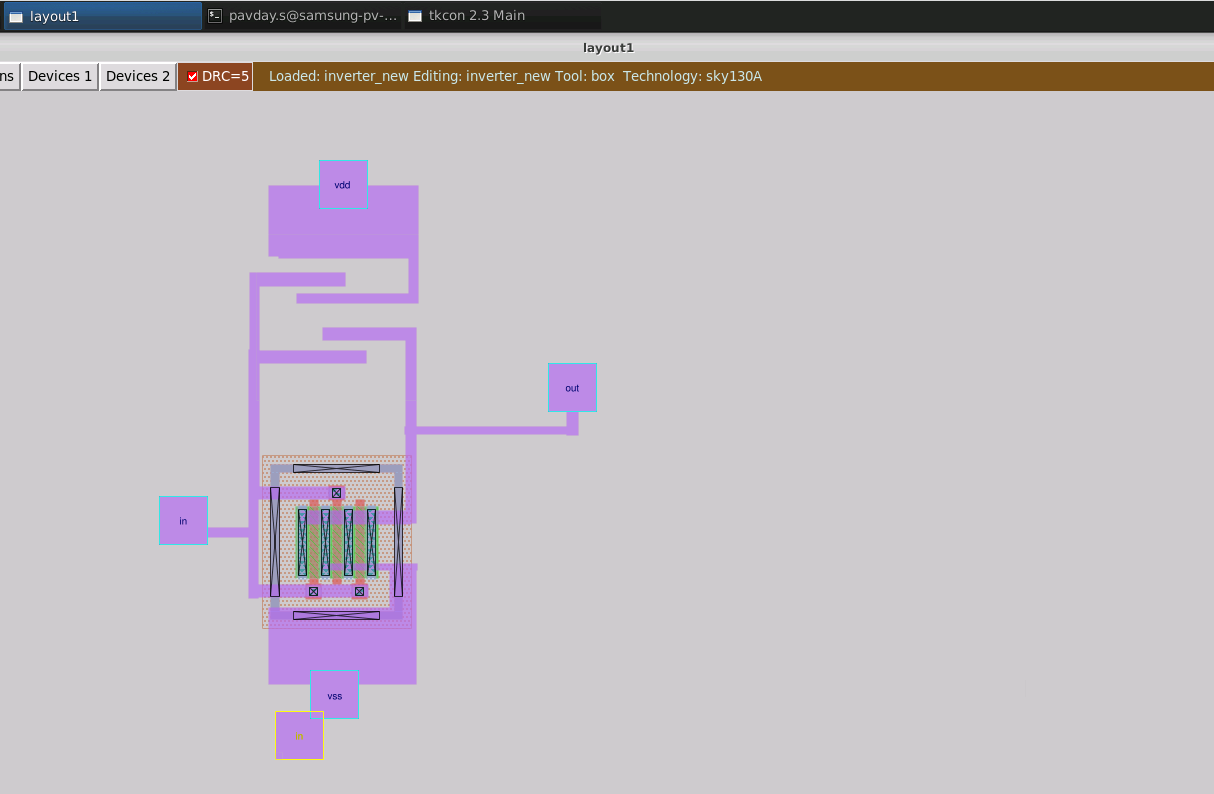 layout1
pavday.s@samsung-pv-...
tkcon 2.3 Main
layout1
ns
Devices 1
Devices 2
DRC=5
Loaded: inverter_new Editing: inverter_new Tool: box Technology: sky130A
vdd
out
in
vss